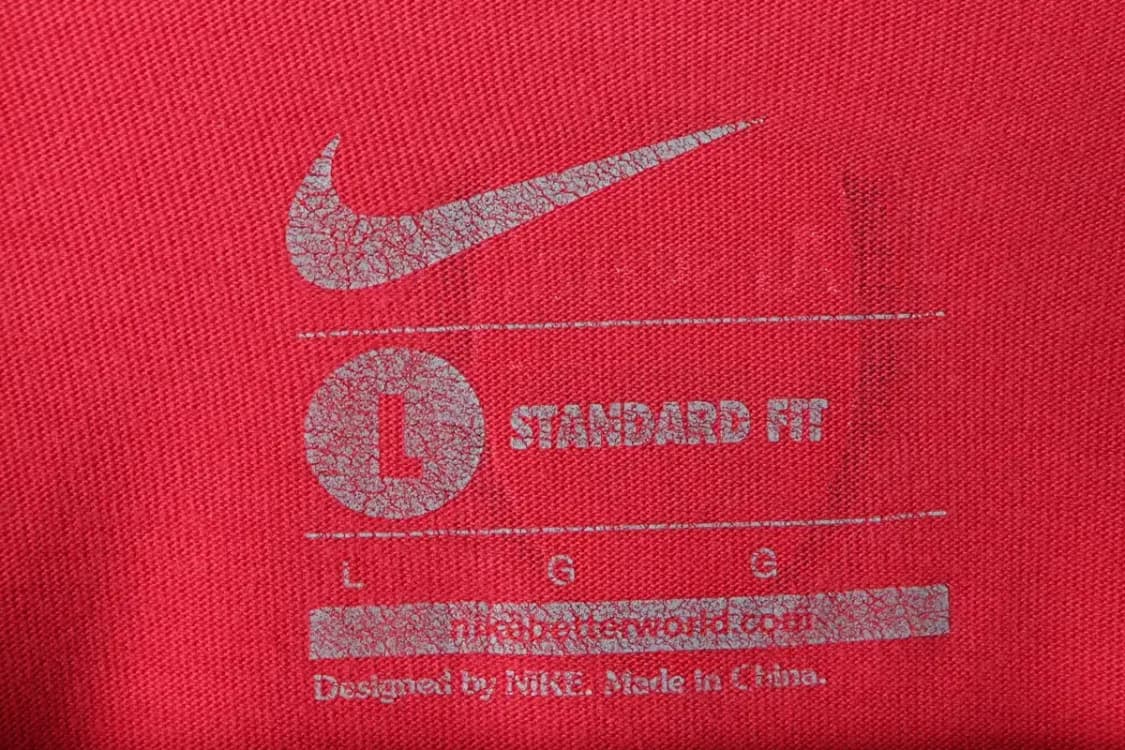 L STANDARD FIT
L G G
nikebetterworld.com
Designed by NIKE. Made in China.